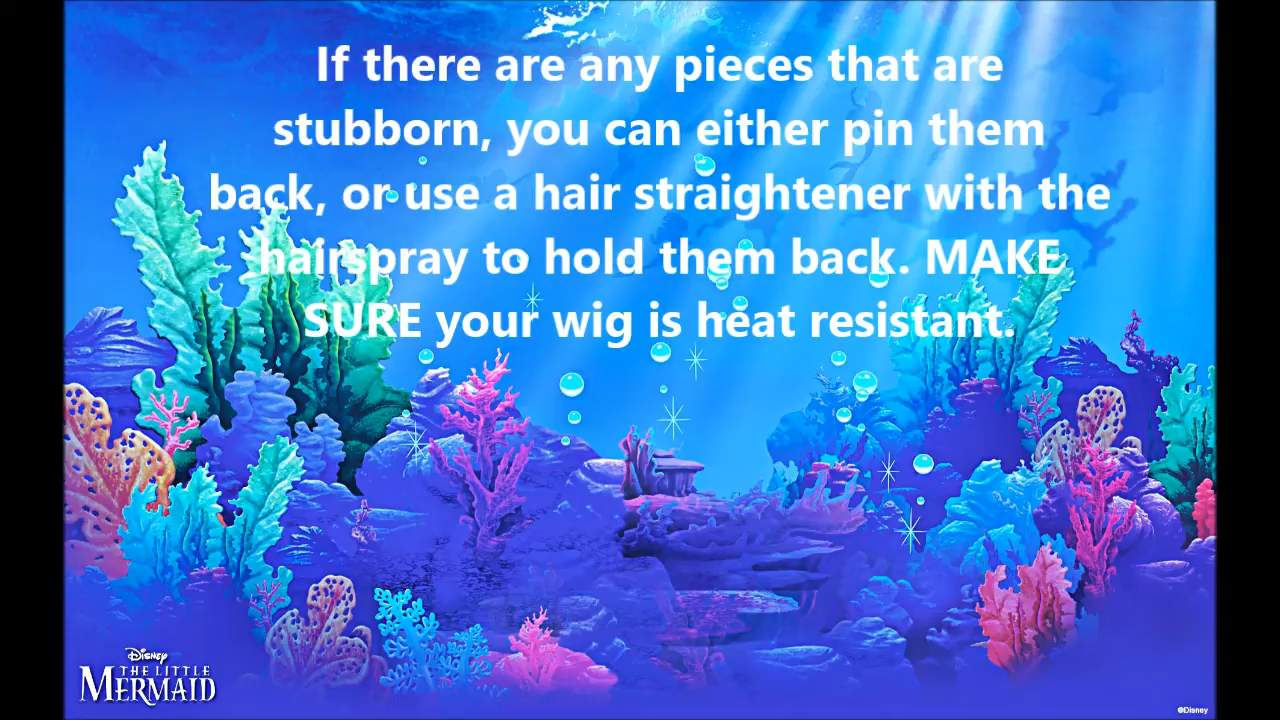 If there are any pieces that are
stubborn, you can either pin them
back, or use a hair straightener with the
hairspray to hold them back. MAKE
SURE your wig is heat resistant.
Disney
THE LITTLE
MERMAID
©Disney